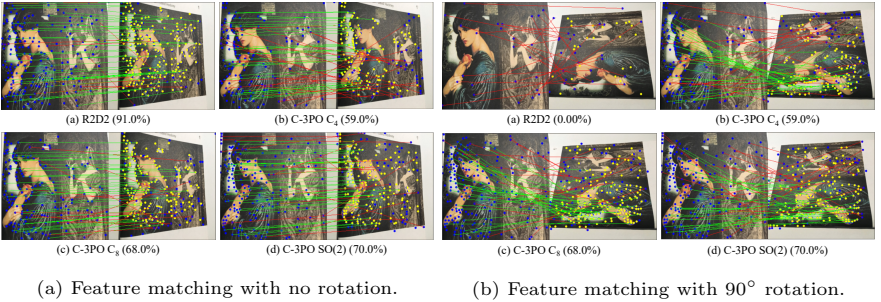 (a) R2D2 (91.0%) (b) C-3PO C₄ (59.0%) (a) R2D2 (0.00%) (b) C-3PO C₄ (59.0%)
(c) C-3PO C₈ (68.0%) (d) C-3PO SO(2) (70.0%) (c) C-3PO C₈ (68.0%) (d) C-3PO SO(2) (70.0%)
(a) Feature matching with no rotation. (b) Feature matching with 90° rotation.